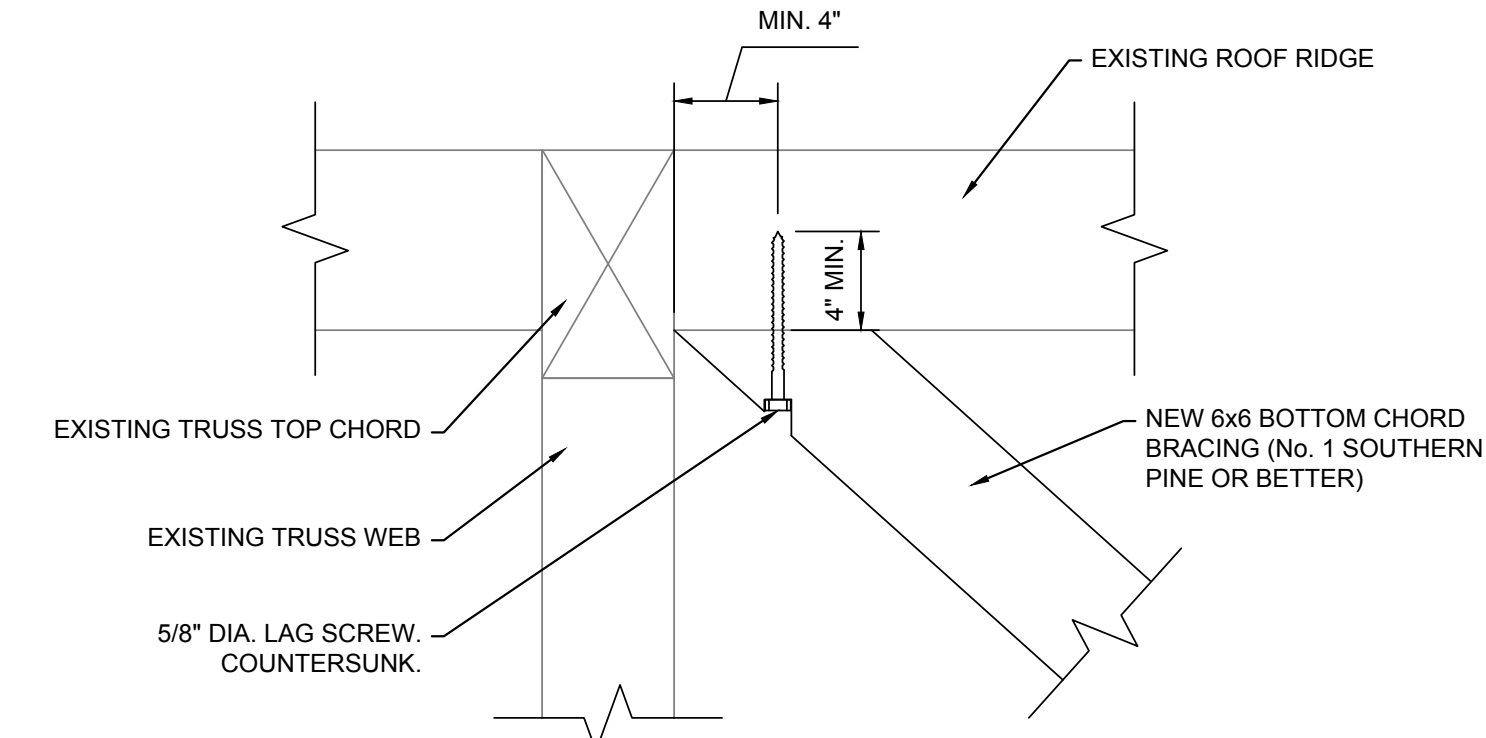 MIN. 4"
EXISTING ROOF RIDGE
4" MIN.
EXISTING TRUSS TOP CHORD
NEW 6x6 BOTTOM CHORD
BRACING (No. 1 SOUTHERN
PINE OR BETTER)
EXISTING TRUSS WEB
5/8" DIA. LAG SCREW.
COUNTERSUNK.